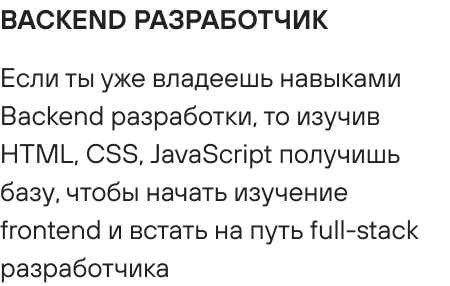 BACKEND РАЗРАБОТЧИК
Если ты уже владеешь навыками
Backend разработки, то изучив
HTML, CSS, JavaScript получишь
базу, чтобы начать изучение
frontend и встать на путь full-stack
разработчика